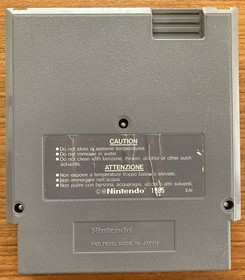 CAUTION
• Do not store in extreme temperatures.
• Do not immerse in water.
• Do not clean with benzene, thinner, alcohol or other such
solvents.
ATTENZIONE
• Non esporre a temperature troppo basse o elevate.
• Non immergere nell'acqua.
• Non pulire con benzina, acquaragia, alcool o altri solventi.
©Nintendo 1985
EAI
Nintendo
PAT. PEND. MADE IN JAPAN